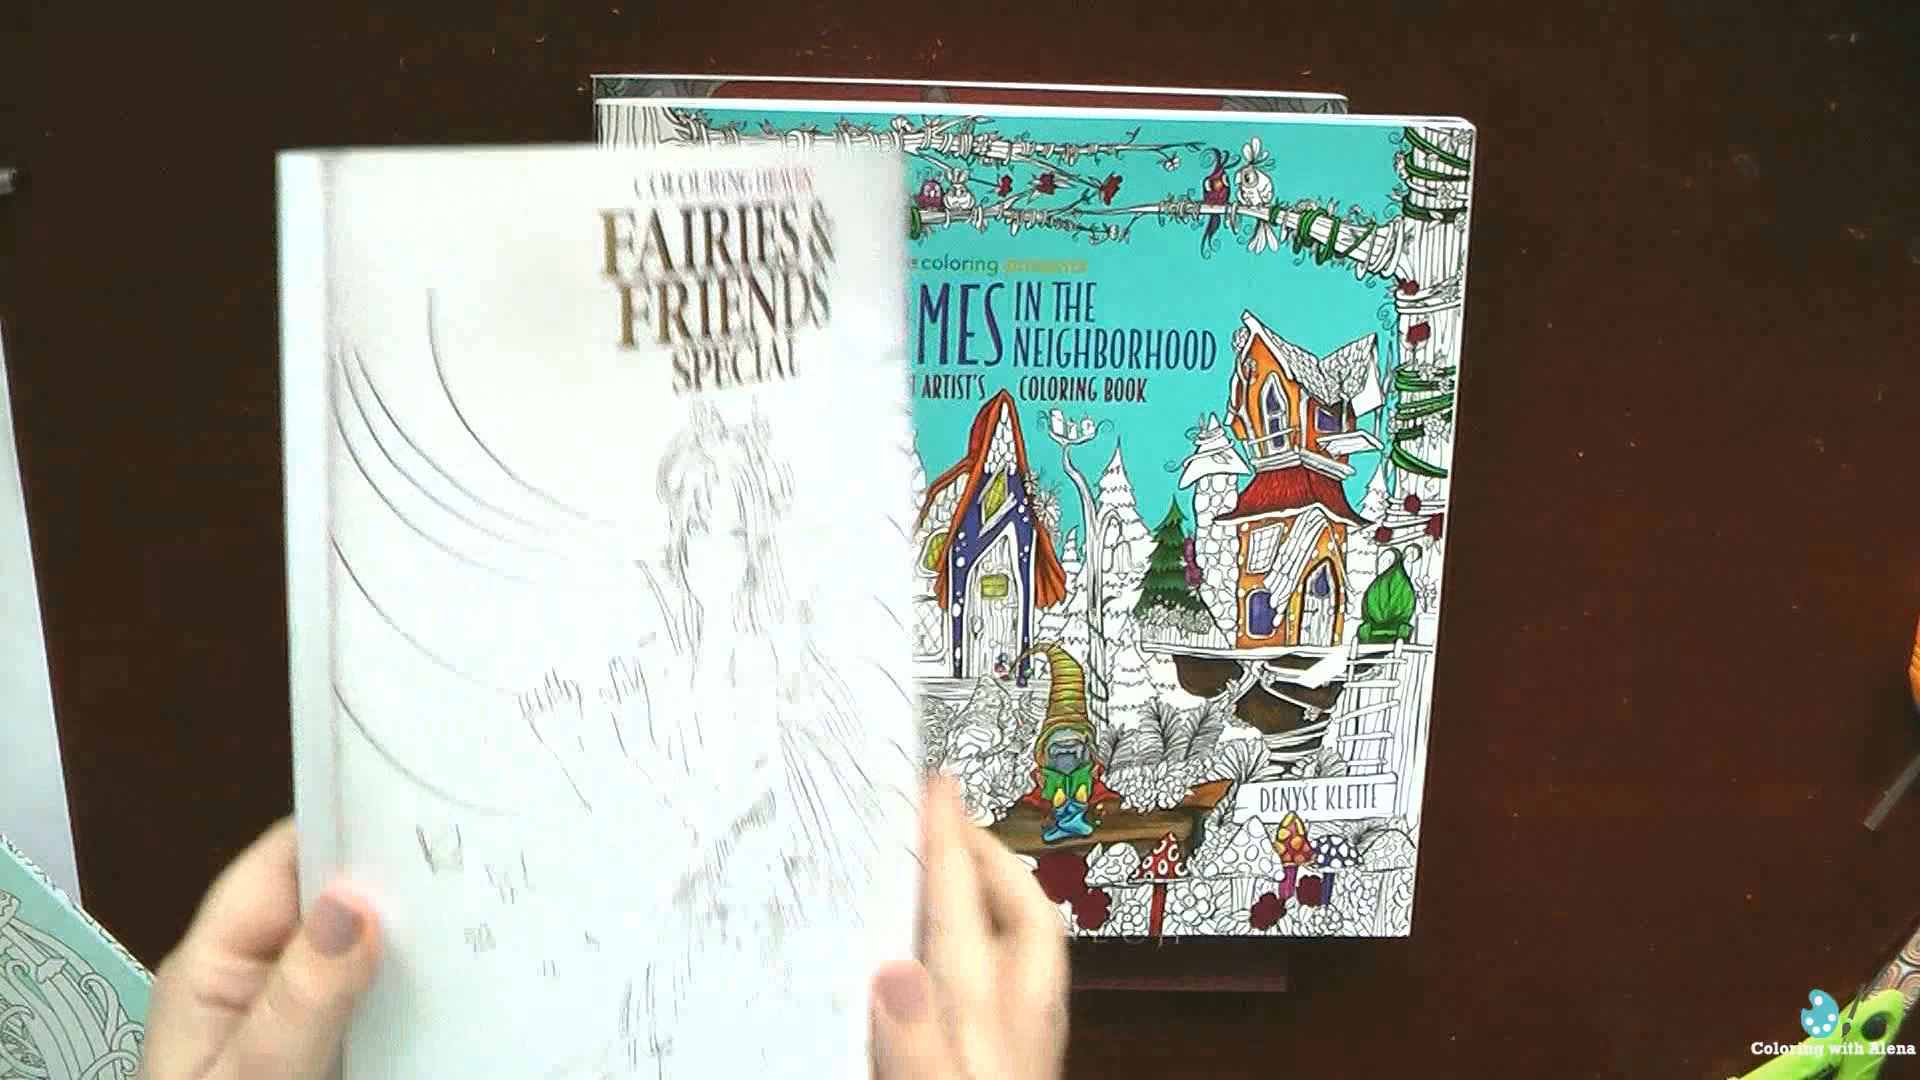 COLOURING HEAVEN
FAIRIES &
FRIENDS
SPECIAL
coloring
MES IN THE
NEIGHBORHOOD
ARTIST'S COLORING BOOK
DENYSE KLETTE
Coloring with Alena